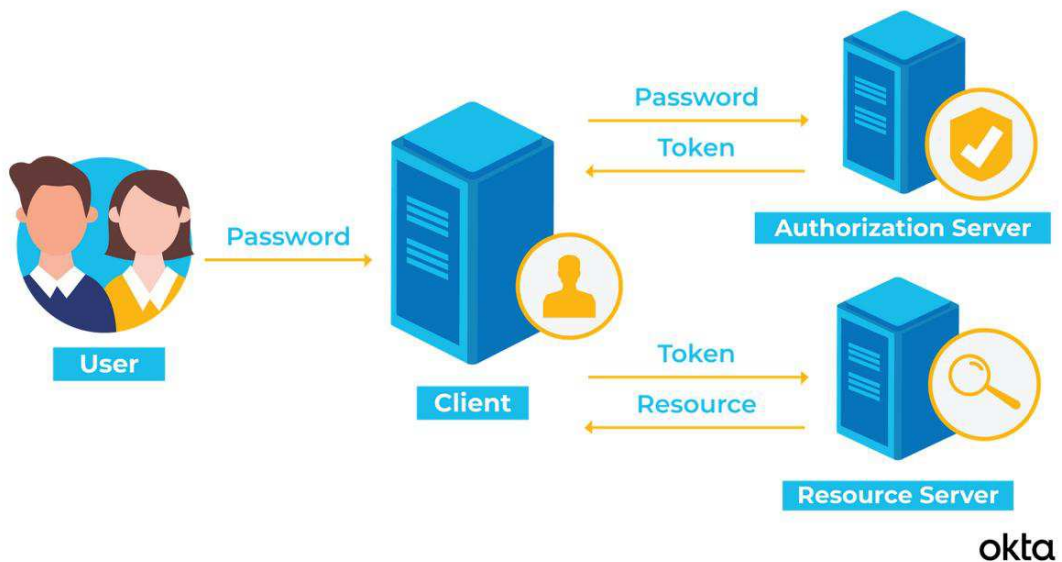 Password
User
Client
Password
Token
Authorization Server
Token
Resource
Resource Server
okta